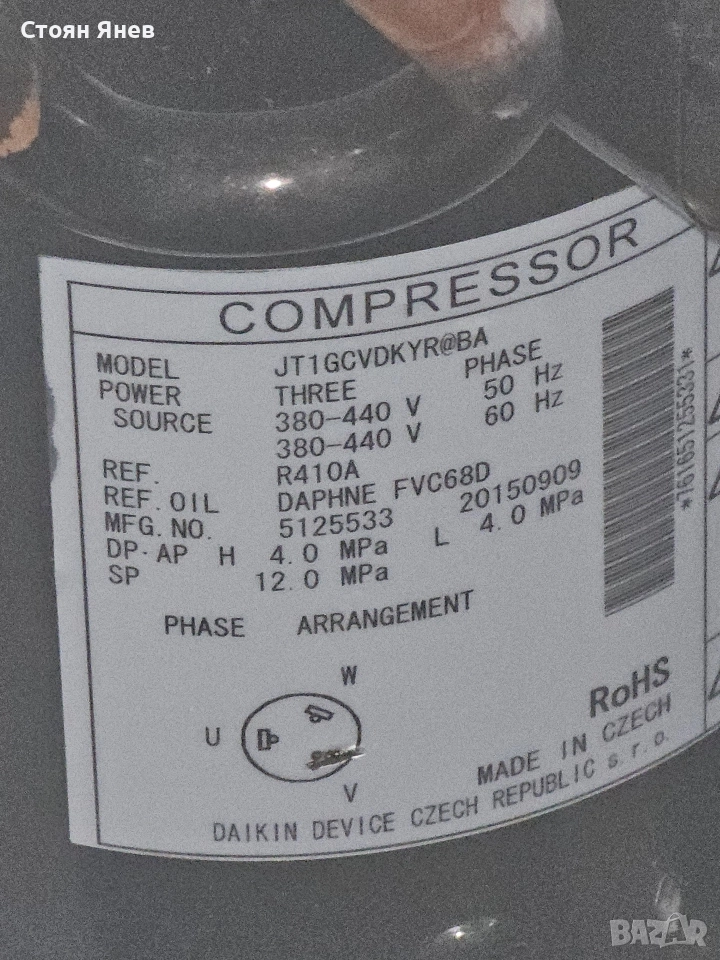 Стоян Янев
COMPRESSOR
MODEL JT1GCVDKYR@BA
POWER THREE PHASE
SOURCE 380-440 V 50 Hz
380-440 V 60 Hz
REF. R410A
REF. OIL DAPHNE FVC68D
MFG. NO. 5125533 20150909
DP·AP H 4.0 MPa L 4.0 MPa
SP 12.0 MPa
*761651255331*
PHASE ARRANGEMENT
W
U
V
RoHS
MADE IN CZECH
DAIKIN DEVICE CZECH REPUBLIC s.r.o.
BAZAR